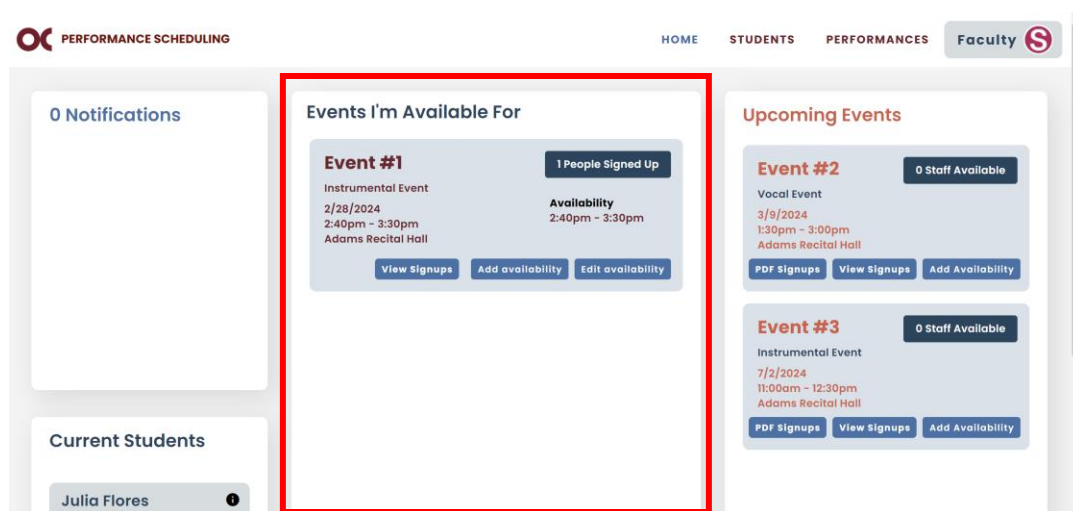 OC PERFORMANCE SCHEDULING
HOME STUDENTS PERFORMANCES Faculty S
0 Notifications
Current Students
Julia Flores
Events I'm Available For
Event #1
1 People Signed Up
Instrumental Event
2/28/2024
2:40pm - 3:30pm
Adams Recital Hall
Availability
2:40pm - 3:30pm
View Signups Add availability Edit availability
Upcoming Events
Event #2
0 Staff Available
Vocal Event
3/9/2024
1:30pm - 3:00pm
Adams Recital Hall
PDF Signups View Signups Add Availability
Event #3
0 Staff Available
Instrumental Event
7/2/2024
11:00am - 12:30pm
Adams Recital Hall
PDF Signups View Signups Add Availability